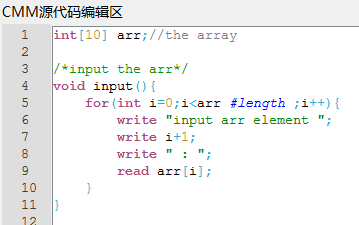 CMM源代码编辑区
1 int[10] arr;//the array
2
3 /*input the arr*/
4 void input(){
5 for(int i=0;i<arr #length ;i++){
6 write "input arr element ";
7 write i+1;
8 write " : ";
9 read arr[i];
10 }
11 }
12